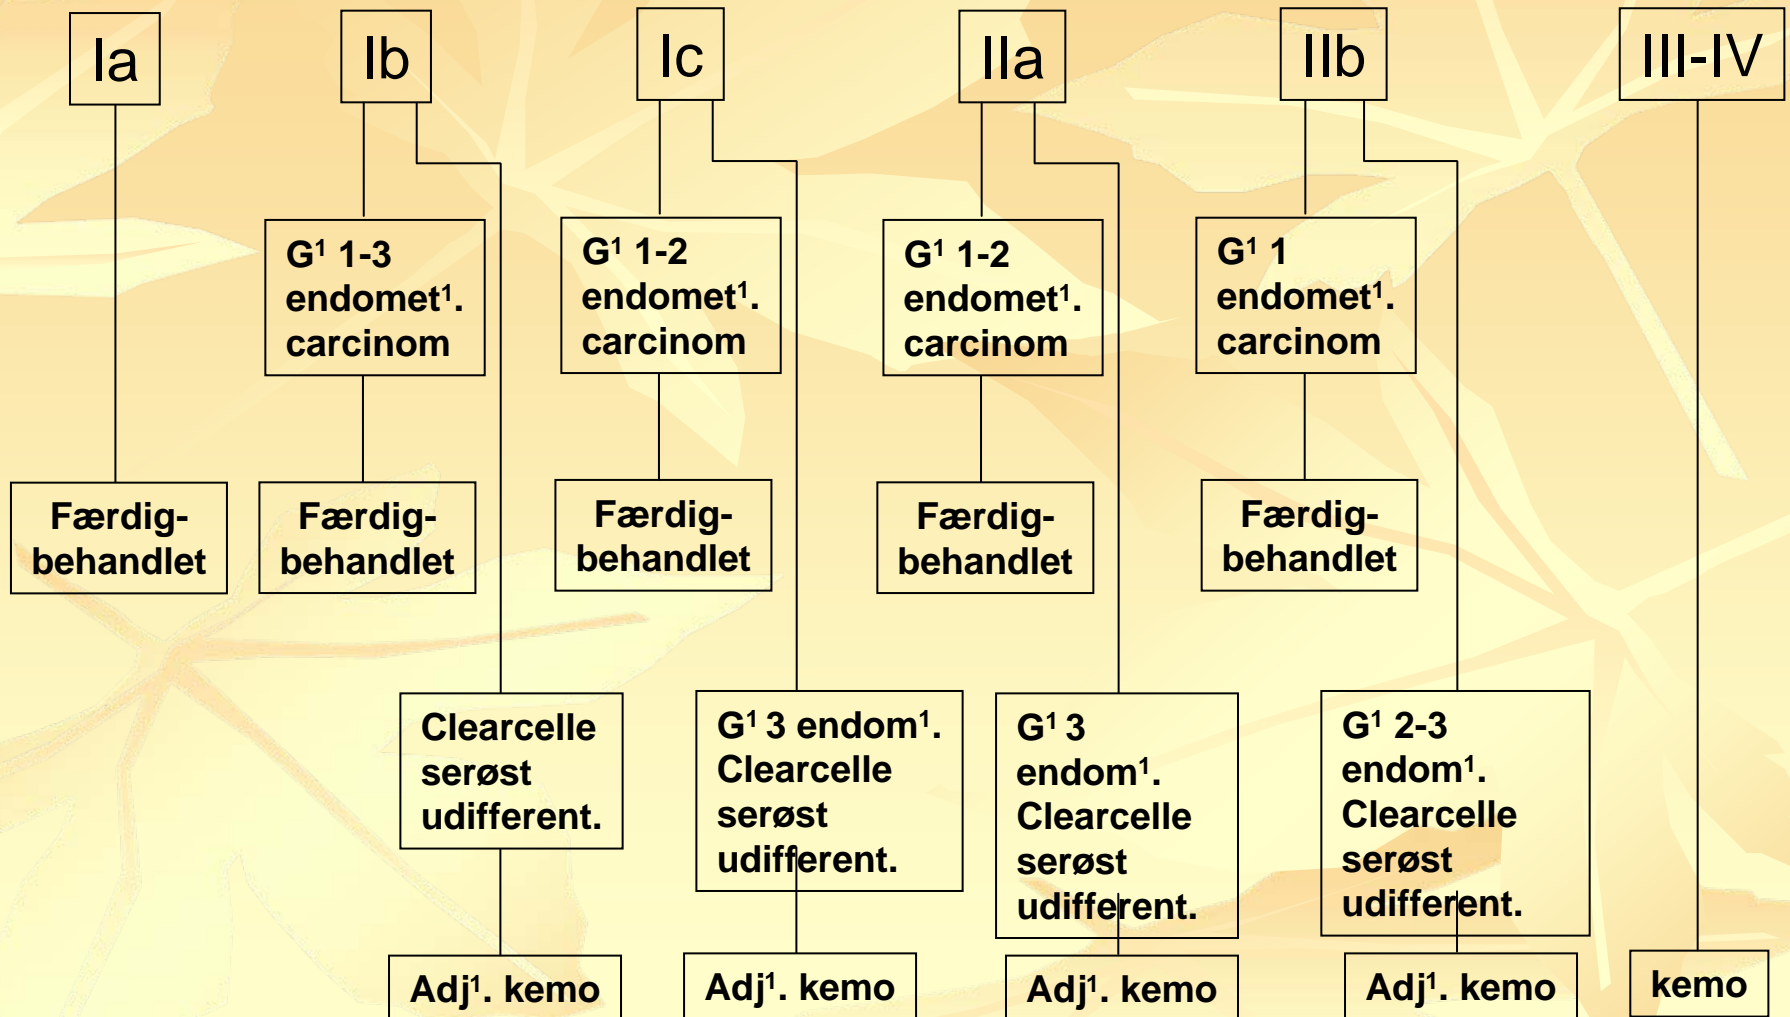 Ia
Ib
Ic
IIa
IIb
III-IV
G¹ 1-3
endomet¹.
carcinom
G¹ 1-2
endomet¹.
carcinom
G¹ 1-2
endomet¹.
carcinom
G¹ 1
endomet¹.
carcinom
Færdig-
behandlet
Færdig-
behandlet
Færdig-
behandlet
Færdig-
behandlet
Færdig-
behandlet
Clearcelle
serøst
udifferent.
G¹ 3 endom¹.
Clearcelle
serøst
udifferent.
G¹ 3
endom¹.
Clearcelle
serøst
udifferent.
G¹ 2-3
endom¹.
Clearcelle
serøst
udifferent.
Adj¹. kemo
Adj¹. kemo
Adj¹. kemo
Adj¹. kemo
kemo